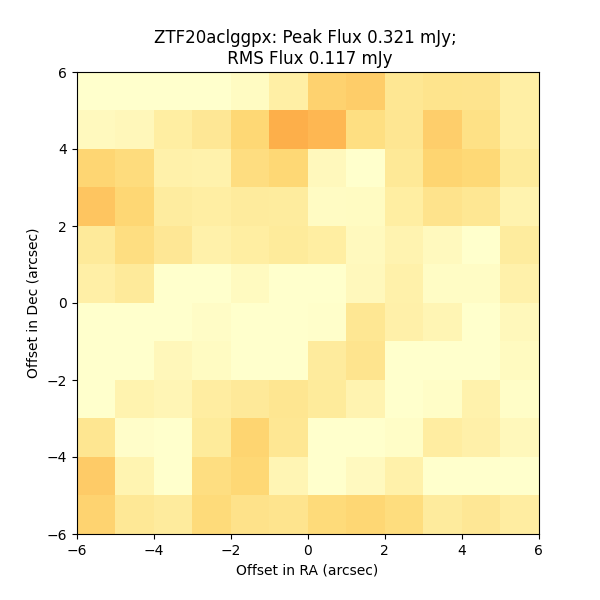 ZTF20aclggpx: Peak Flux 0.321 mJy;
RMS Flux 0.117 mJy
6
4
2
0
−2
−4
−6
Offset in Dec (arcsec)
−6 −4 −2 0 2 4 6
Offset in RA (arcsec)